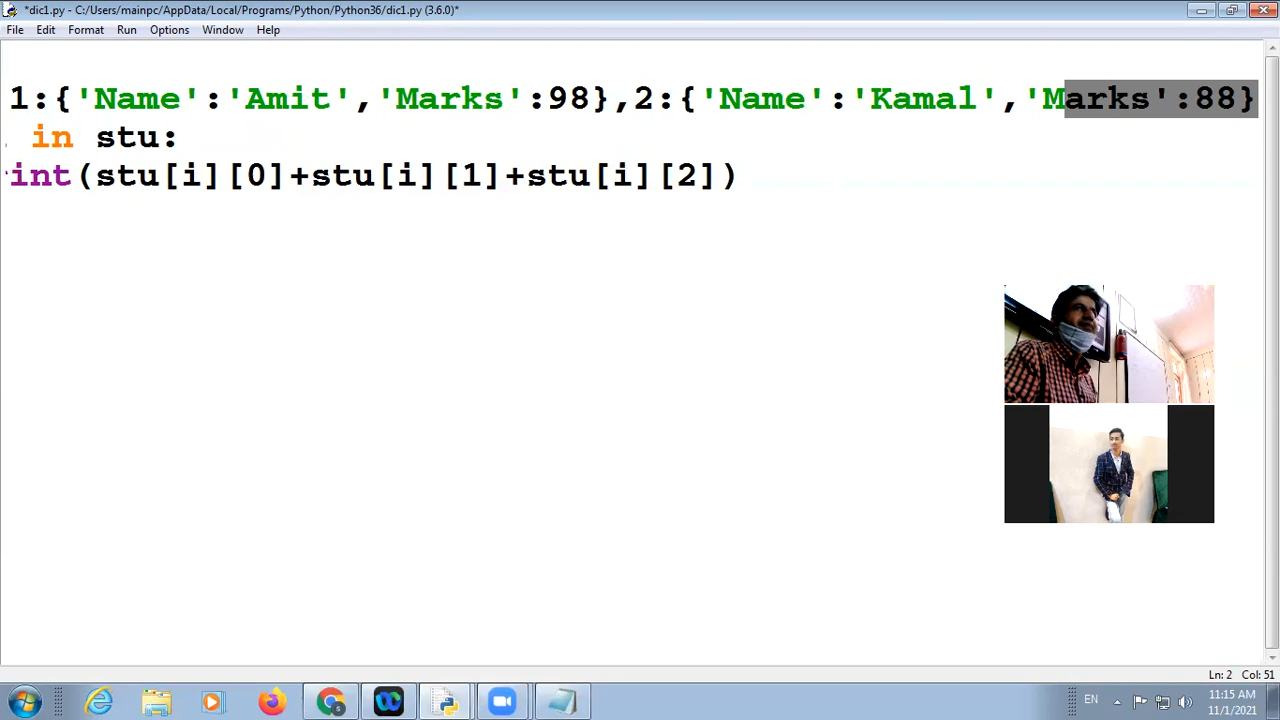 *dic1.py - C:/Users/mainpc/AppData/Local/Programs/Python/Python36/dic1.py (3.6.0)*
File Edit Format Run Options Window Help
1:{'Name':'Amit','Marks':98},2:{'Name':'Kamal','Marks':88}
in stu:
int(stu[i][0]+stu[i][1]+stu[i][2])
Ln: 2 Col: 51
EN
11:15 AM
11/1/2021